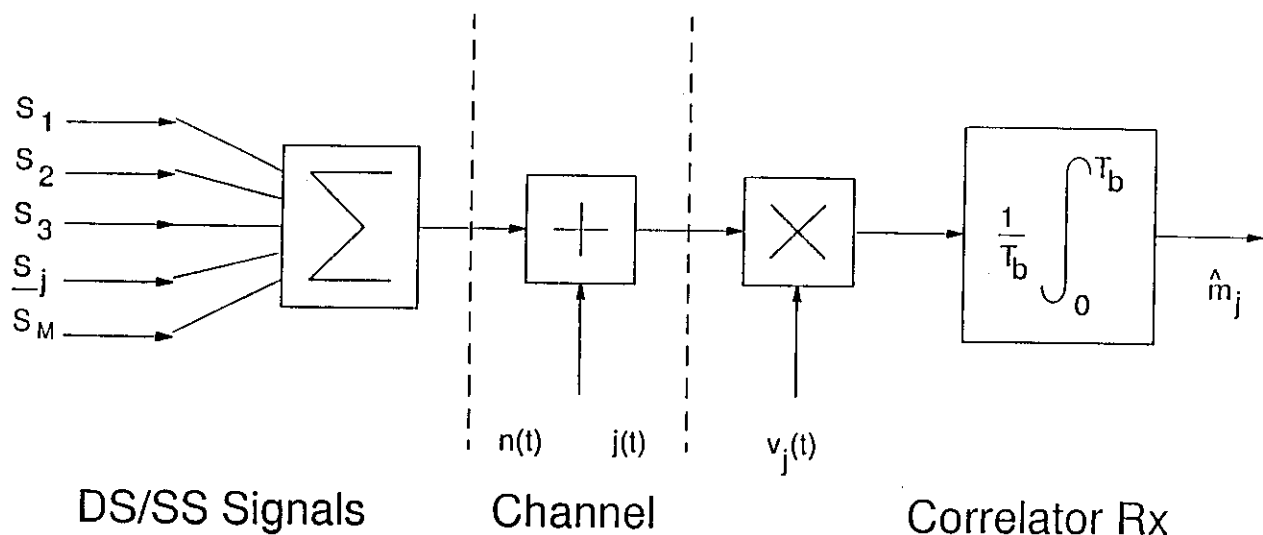 S1
S2
S3
Sj
SM
Σ
+
×
1/Tb ∫ Tb 0
m̂j
n(t) j(t) vj(t)
DS/SS Signals Channel Correlator Rx